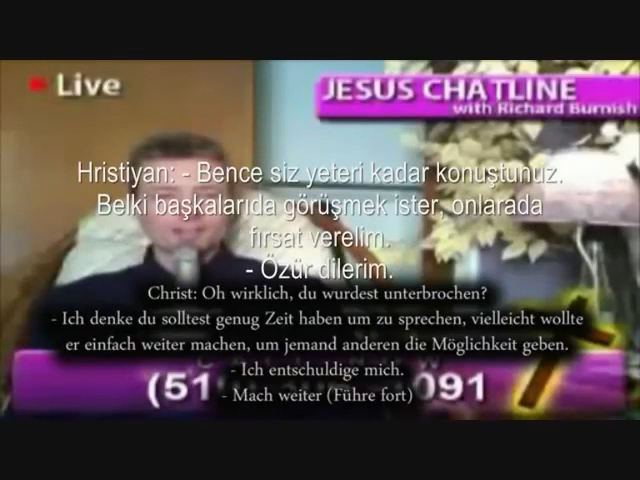 Live
JESUS CHATLINE
with Richard Burnish
Hristiyan: - Bence siz yeteri kadar konuştunuz.
Belki başkalarıda görüşmek ister, onlarada
fırsat verelim.
- Özür dilerim.
Christ: Oh wirklich, du wurdest unterbrochen?
- Ich denke du solltest genug Zeit haben um zu sprechen, vielleicht wollte
er einfach weiter machen, um jemand anderen die Möglichkeit geben.
- Ich entschuldige mich.
(51 091
- Mach weiter (Führe fort)